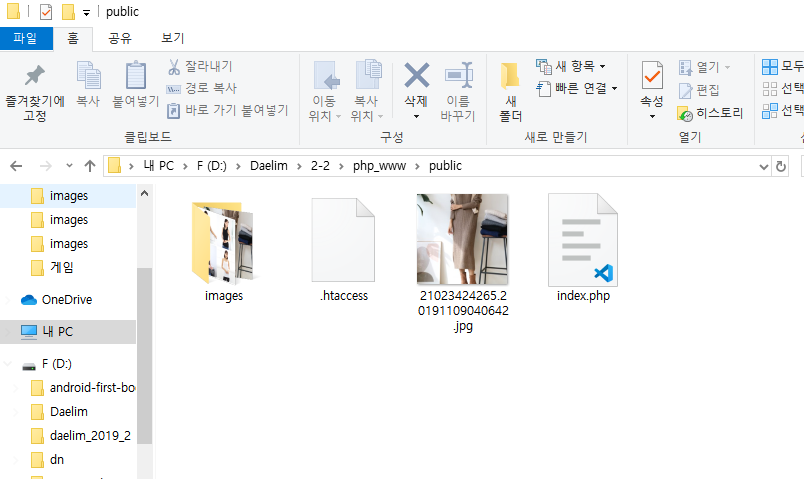 public
파일 홈 공유 보기
즐겨찾기에
고정
복사
붙여넣기
잘라내기
경로 복사
바로 가기 붙여넣기
클립보드
이동
위치
복사
위치
삭제
이름
바꾸기
구성
새
폴더
새 항목
빠른 연결
새로 만들기
속성
열기
편집
히스토리
열기
모두
선택
선택
내 PC > F (D:) > Daelim > 2-2 > php_www > public
images
images
images
게임
OneDrive
내 PC
F (D:)
android-first-bo
Daelim
daelim_2019_2
dn
images
.htaccess
21023424265.2
0191109040642
.jpg
index.php